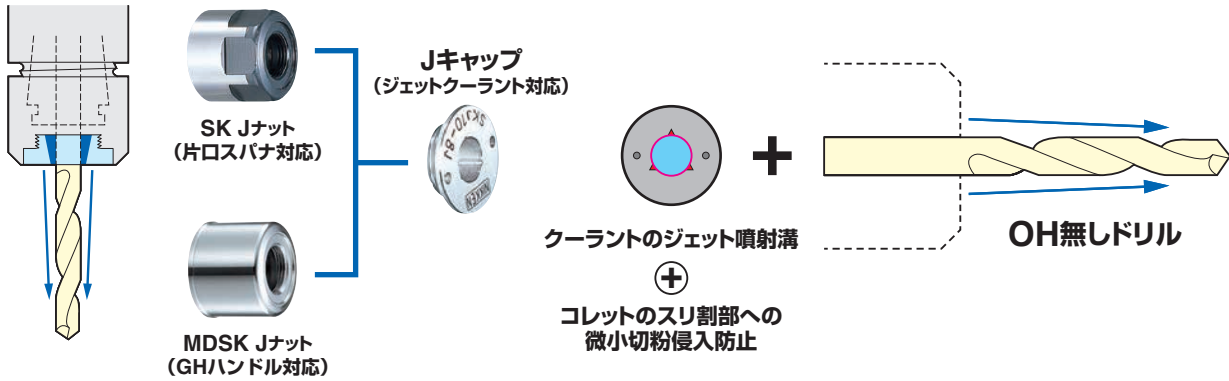 SK Jナット
(片口スパナ対応)
MDSK Jナット
(GHハンドル対応)
Jキャップ
(ジェットクーラント対応)
SKJ10-8J
NIKKEN
クーラントのジェット噴射溝
+
コレットのスリ割部への
微小切粉侵入防止
+
OH無しドリル